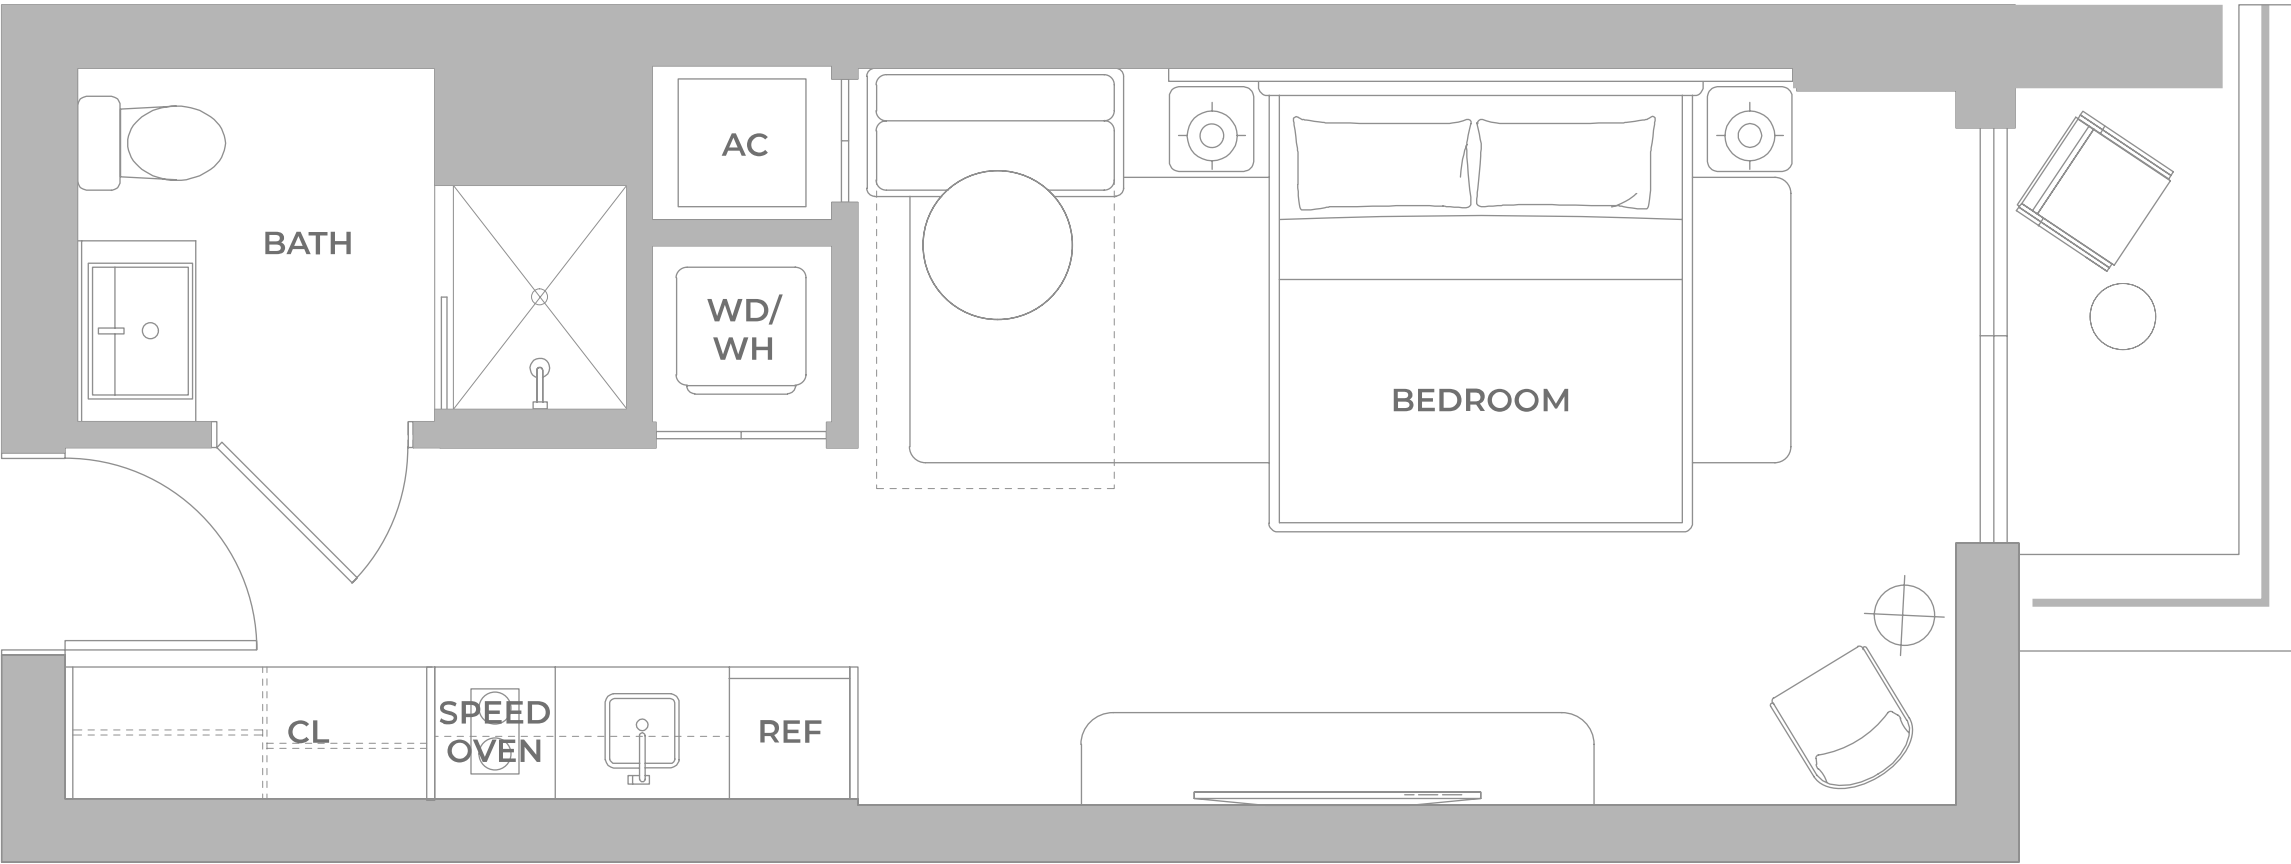 AC
BATH
WD/
WH
BEDROOM
CL
SPEED
OVEN
REF